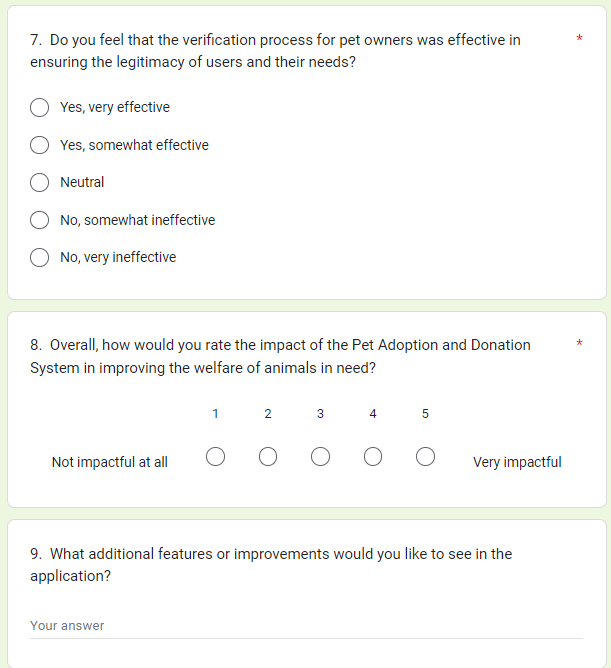 7. Do you feel that the verification process for pet owners was effective in *
ensuring the legitimacy of users and their needs?
Yes, very effective
Yes, somewhat effective
Neutral
No, somewhat ineffective
No, very ineffective
8. Overall, how would you rate the impact of the Pet Adoption and Donation *
System in improving the welfare of animals in need?
1 2 3 4 5
Not impactful at all Very impactful
9. What additional features or improvements would you like to see in the
application?
Your answer